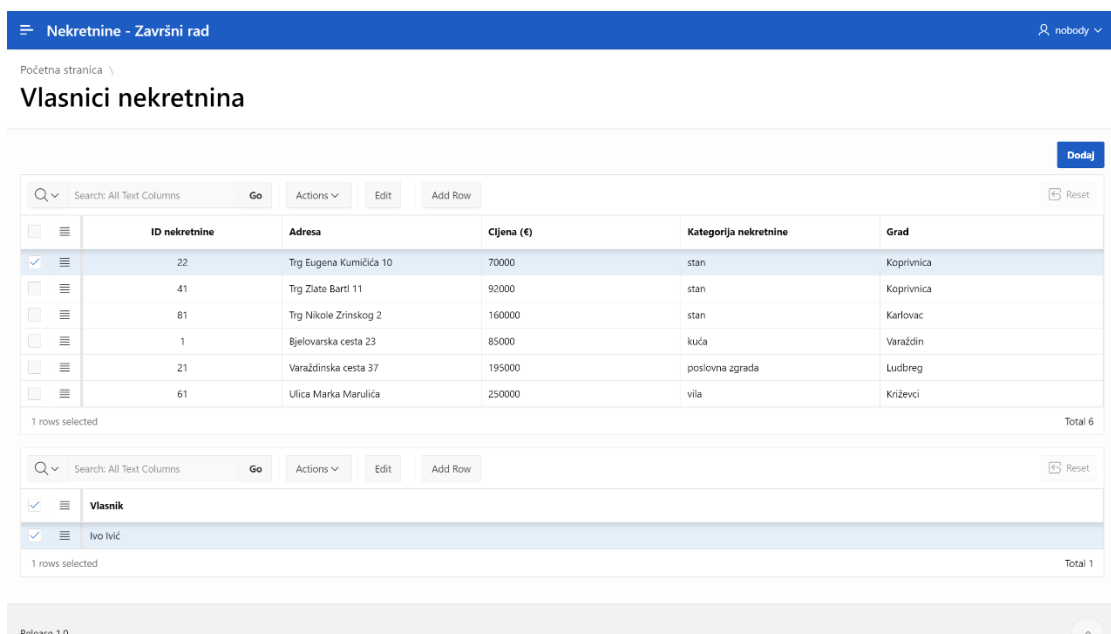 Nekretnine - Završni rad
nobody
Početna stranica \
Vlasnici nekretnina
Dodaj
Search: All Text Columns Go Actions Edit Add Row Reset
ID nekretnine Adresa Cijena (€) Kategorija nekretnine Grad
22 Trg Eugena Kumičića 10 70000 stan Koprivnica
41 Trg Zlate Bartl 11 92000 stan Koprivnica
81 Trg Nikole Zrinskog 2 160000 stan Karlovac
1 Bjelovarska cesta 23 85000 kuća Varaždin
21 Varaždinska cesta 37 195000 poslovna zgrada Ludbreg
61 Ulica Marka Marulića 250000 vila Križevci
1 rows selected Total 6
Search: All Text Columns Go Actions Edit Add Row Reset
Vlasnik
Ivo Ivić
1 rows selected Total 1
Release 1.0